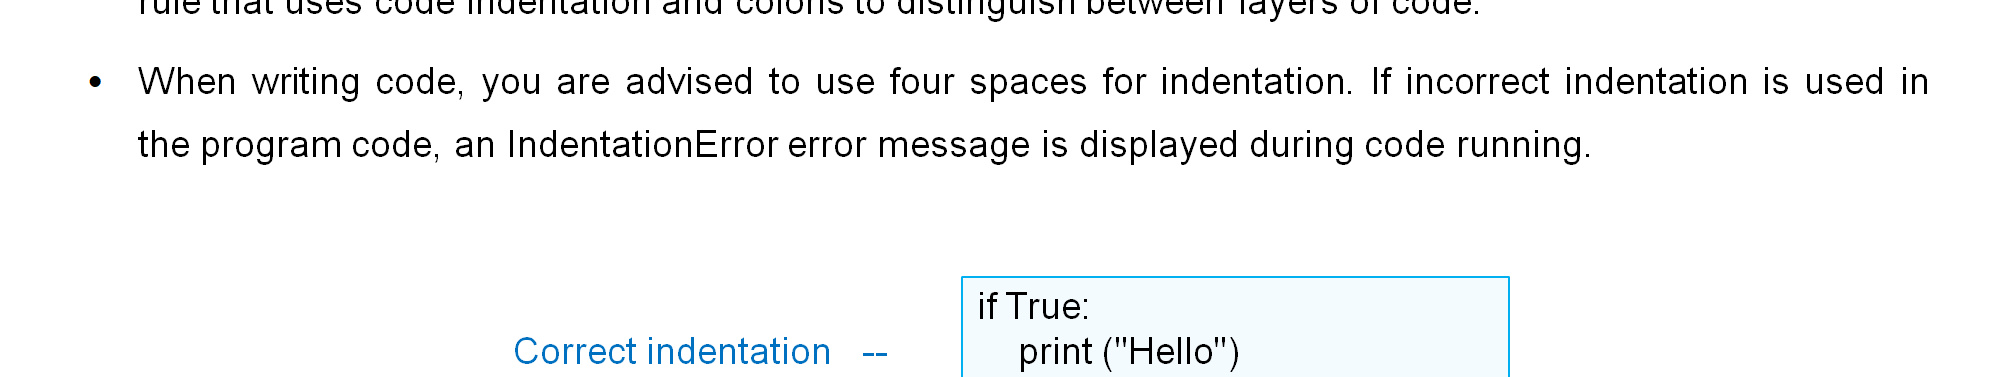 rule that uses code indentation and colons to distinguish between layers of code.
• When writing code, you are advised to use four spaces for indentation. If incorrect indentation is used in
the program code, an IndentationError error message is displayed during code running.
if True:
Correct indentation -- print ("Hello")